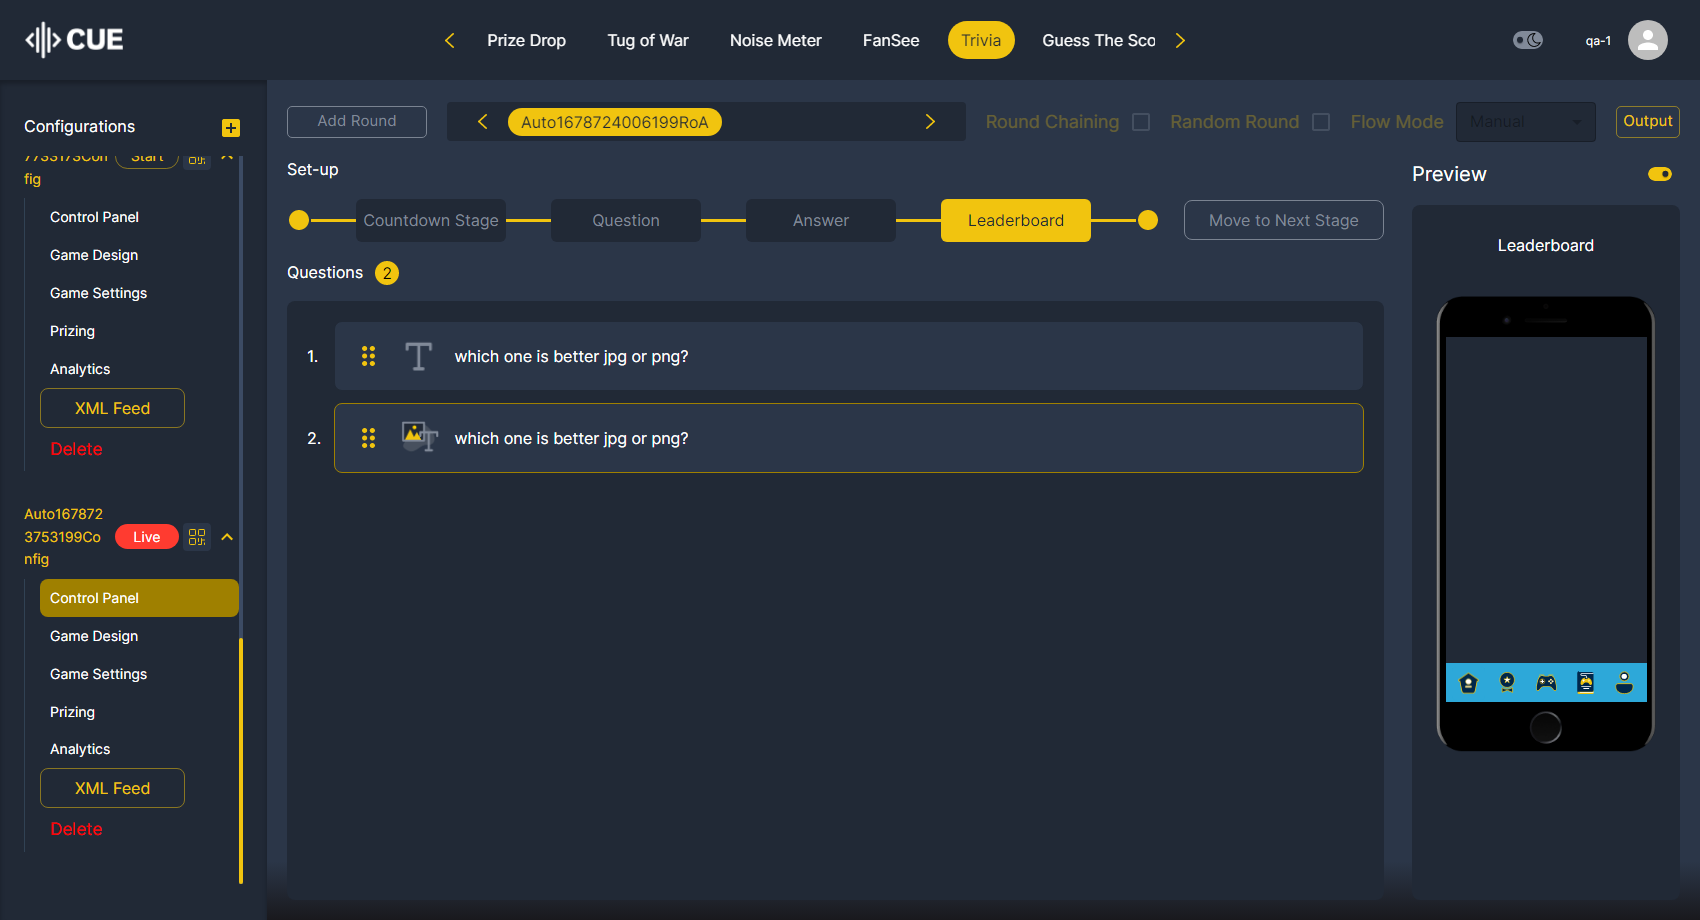 CUE
Prize Drop
Tug of War
Noise Meter
FanSee
Trivia
Guess The Sco
qa-1
Configurations
7733173Con
fig
Start
Control Panel
Game Design
Game Settings
Prizing
Analytics
XML Feed
Delete
Auto167872
3753199Co
nfig
Live
Control Panel
Game Design
Game Settings
Prizing
Analytics
XML Feed
Delete
Add Round
Auto1678724006199RoA
Round Chaining
Random Round
Flow Mode
Manual
Output
Set-up
Countdown Stage
Question
Answer
Leaderboard
Move to Next Stage
Questions 2
1. which one is better jpg or png?
2. which one is better jpg or png?
Preview
Leaderboard